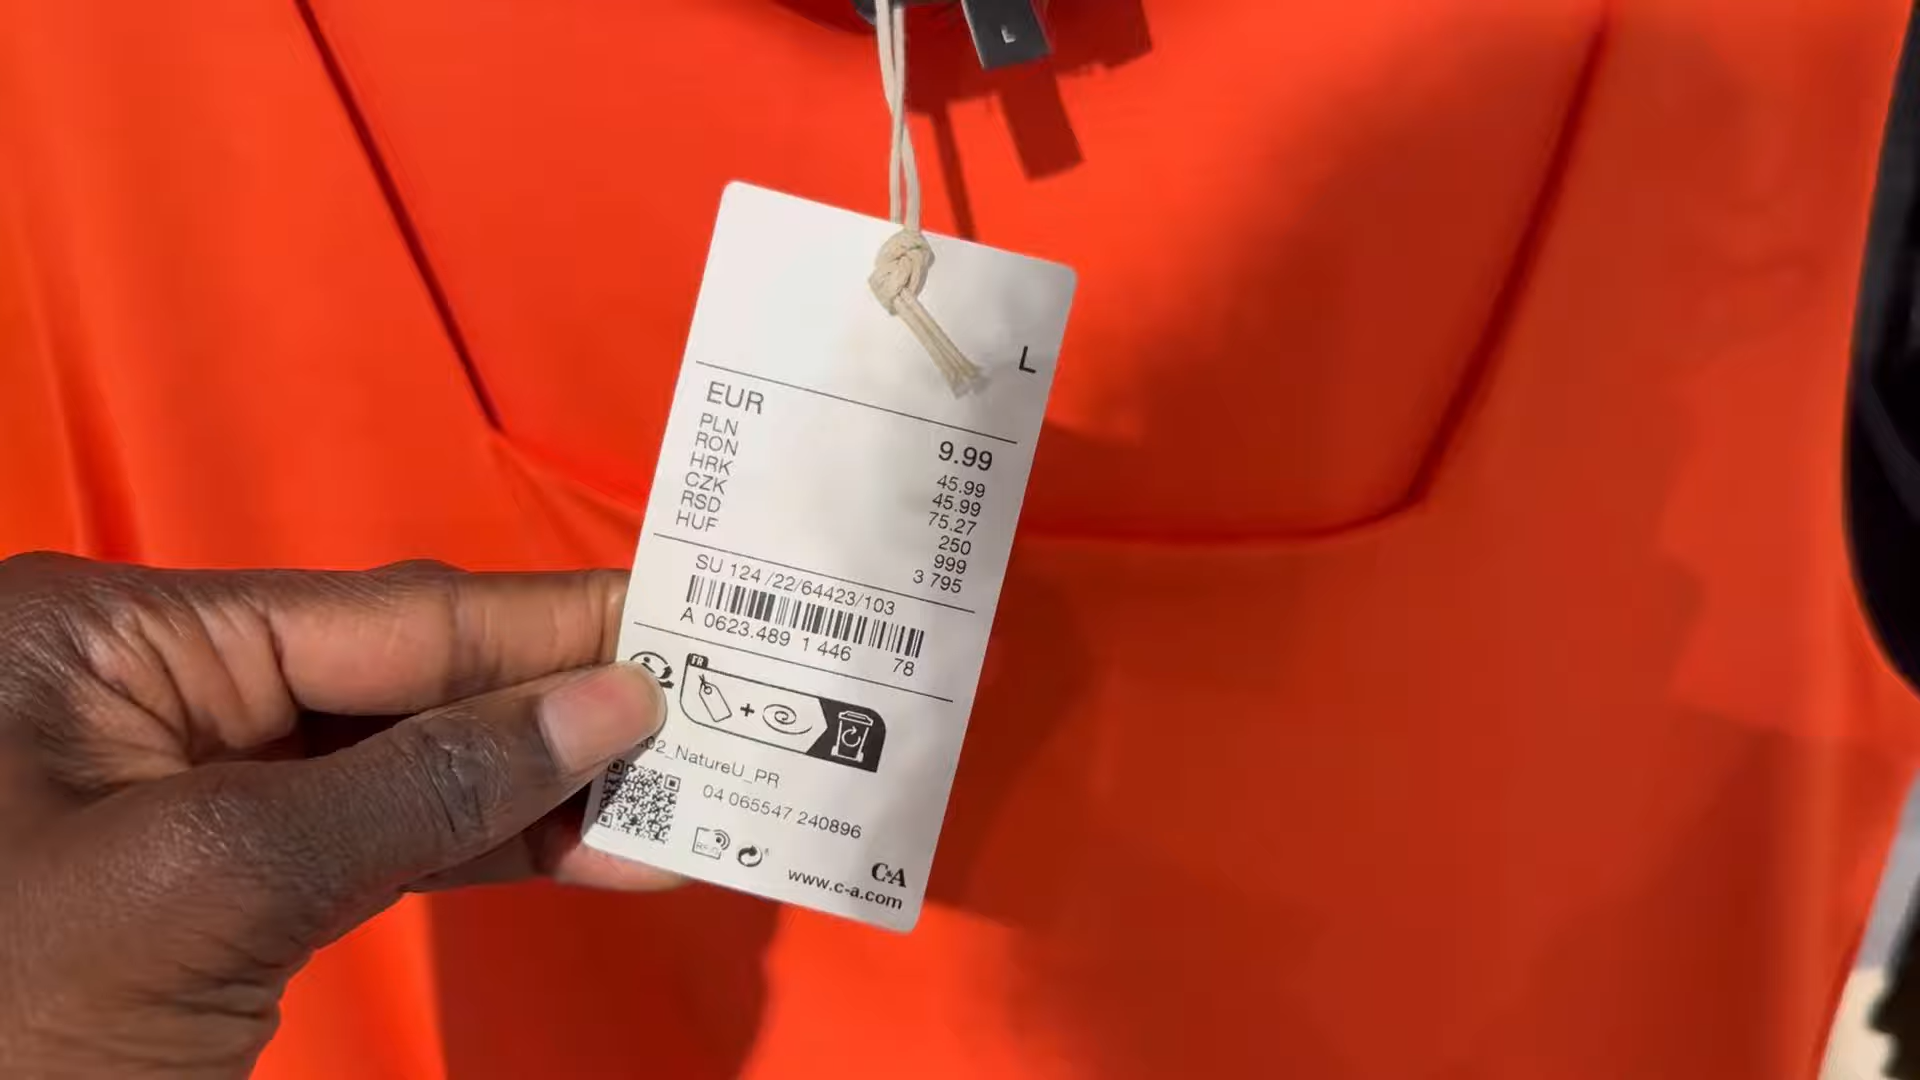 L
L
EUR 9.99
PLN 45.99
RON 45.99
HRK 75.27
CZK 250
RSD 999
HUF 3 795
SU 124 /22/64423/103
A 0623.489 1 446 78
FR
+
02_NatureU_PR
04 065547 240896
C&A
www.c-a.com